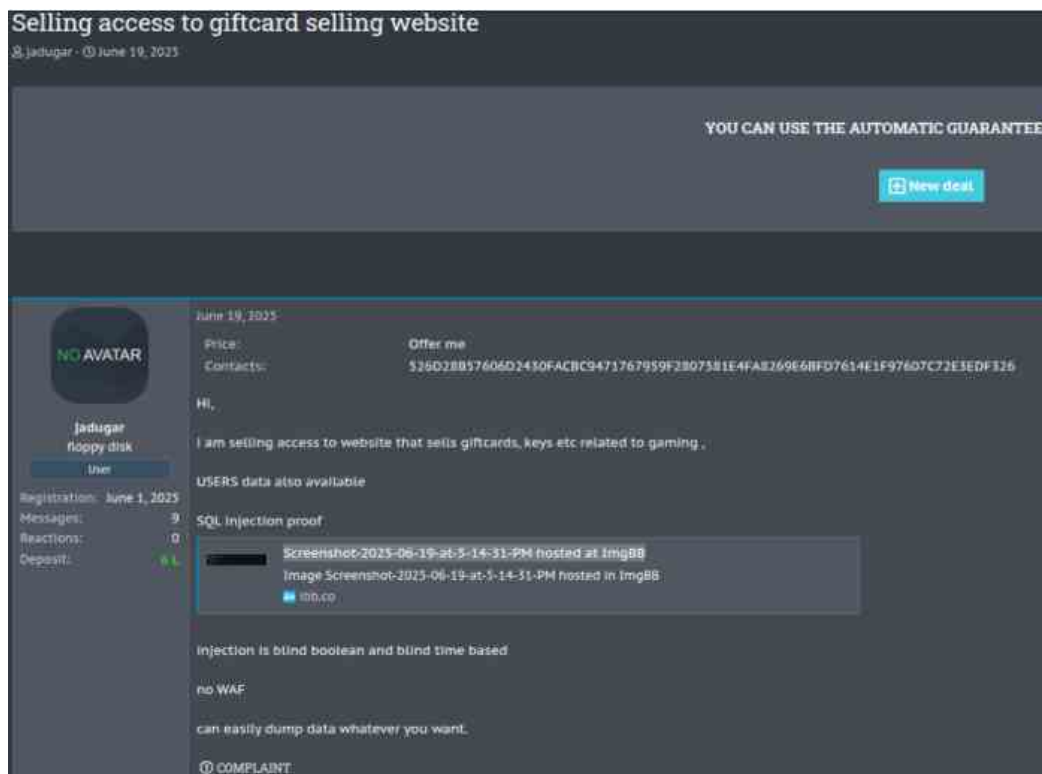 Selling access to giftcard selling website
jadugar · June 19, 2025
YOU CAN USE THE AUTOMATIC GUARANTEE
New deal
NO AVATAR
jadugar
floppy disk
User
Registration: June 1, 2025
Messages: 9
Reactions: 0
Deposit:
June 19, 2025
Price: Offer me
Contacts:
Hi,
I am selling access to website that sells giftcards, keys etc related to gaming ,
USERS data also available
SQL injection proof
Screenshot-2025-06-19-at-5-14-31-PM hosted at ImgBB
Image Screenshot-2025-06-19-at-5-14-31-PM hosted in ImgBB
ibb.co
injection is blind boolean and blind time based
no WAF
can easily dump data whatever you want.
COMPLAINT